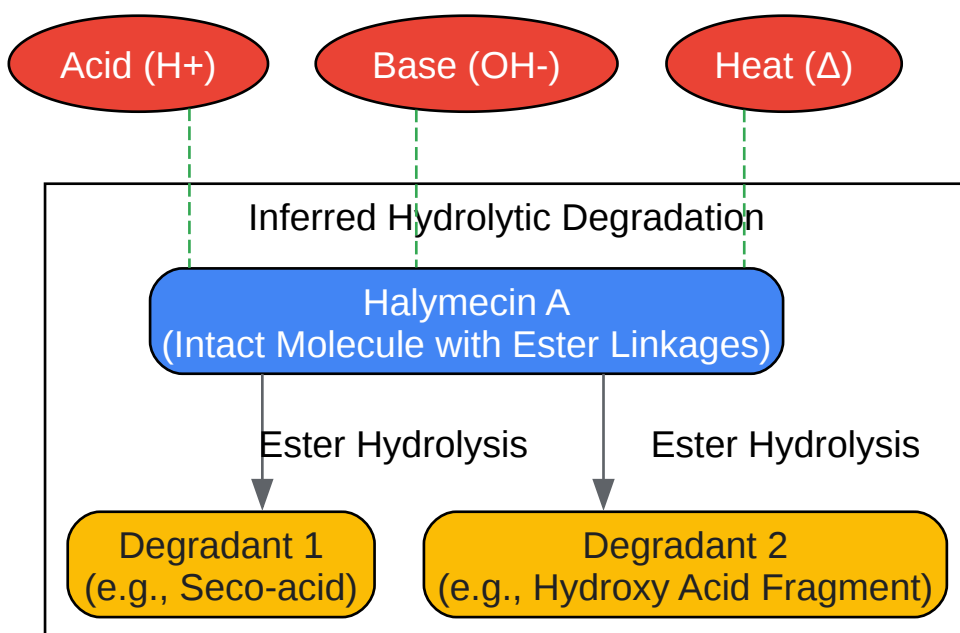 Acid (H+)
Base (OH-)
Heat (Δ)
Inferred Hydrolytic Degradation
Halymecin A
(Intact Molecule with Ester Linkages)
Ester Hydrolysis
Ester Hydrolysis
Degradant 1
(e.g., Seco-acid)
Degradant 2
(e.g., Hydroxy Acid Fragment)